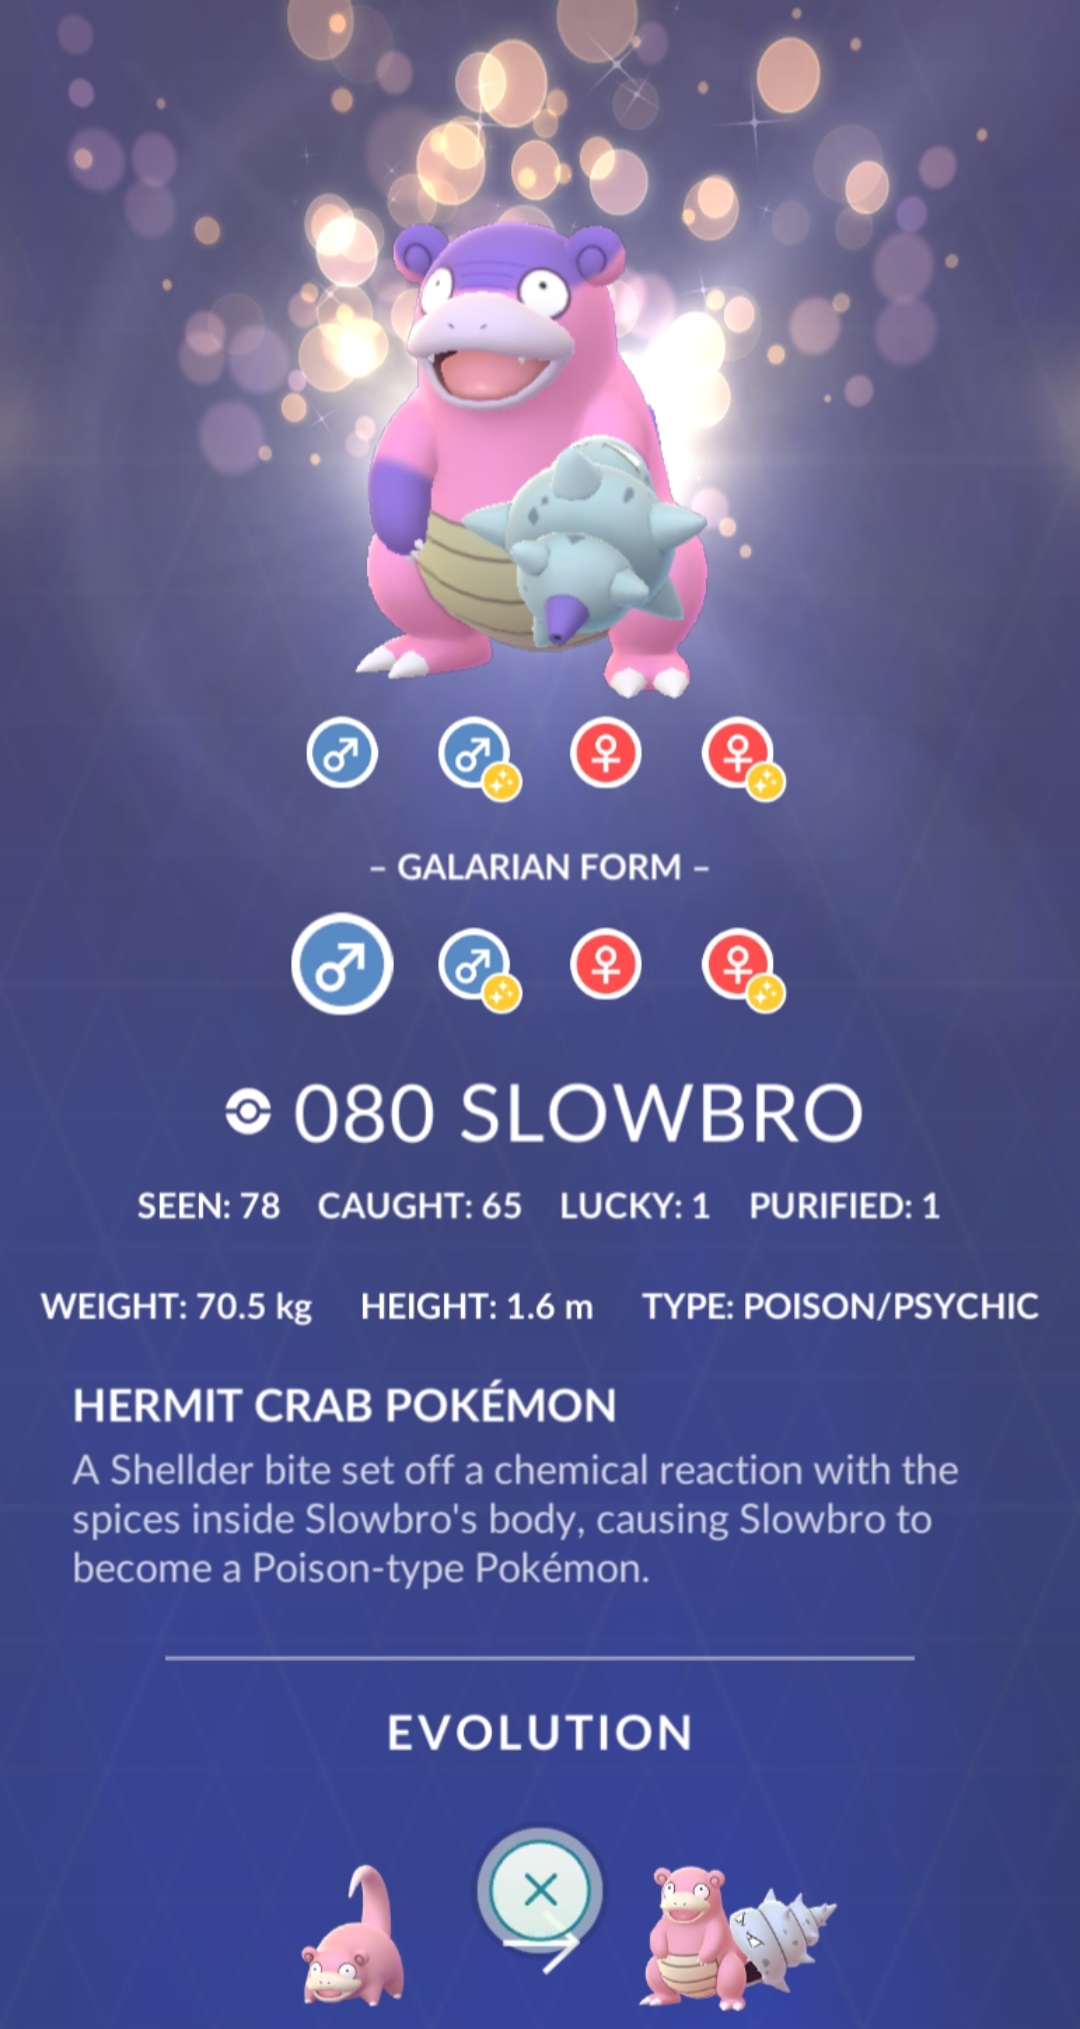 – GALARIAN FORM –
080 SLOWBRO
SEEN: 78 CAUGHT: 65 LUCKY: 1 PURIFIED: 1
WEIGHT: 70.5 kg HEIGHT: 1.6 m TYPE: POISON/PSYCHIC
HERMIT CRAB POKÉMON
A Shellder bite set off a chemical reaction with the
spices inside Slowbro's body, causing Slowbro to
become a Poison-type Pokémon.
EVOLUTION